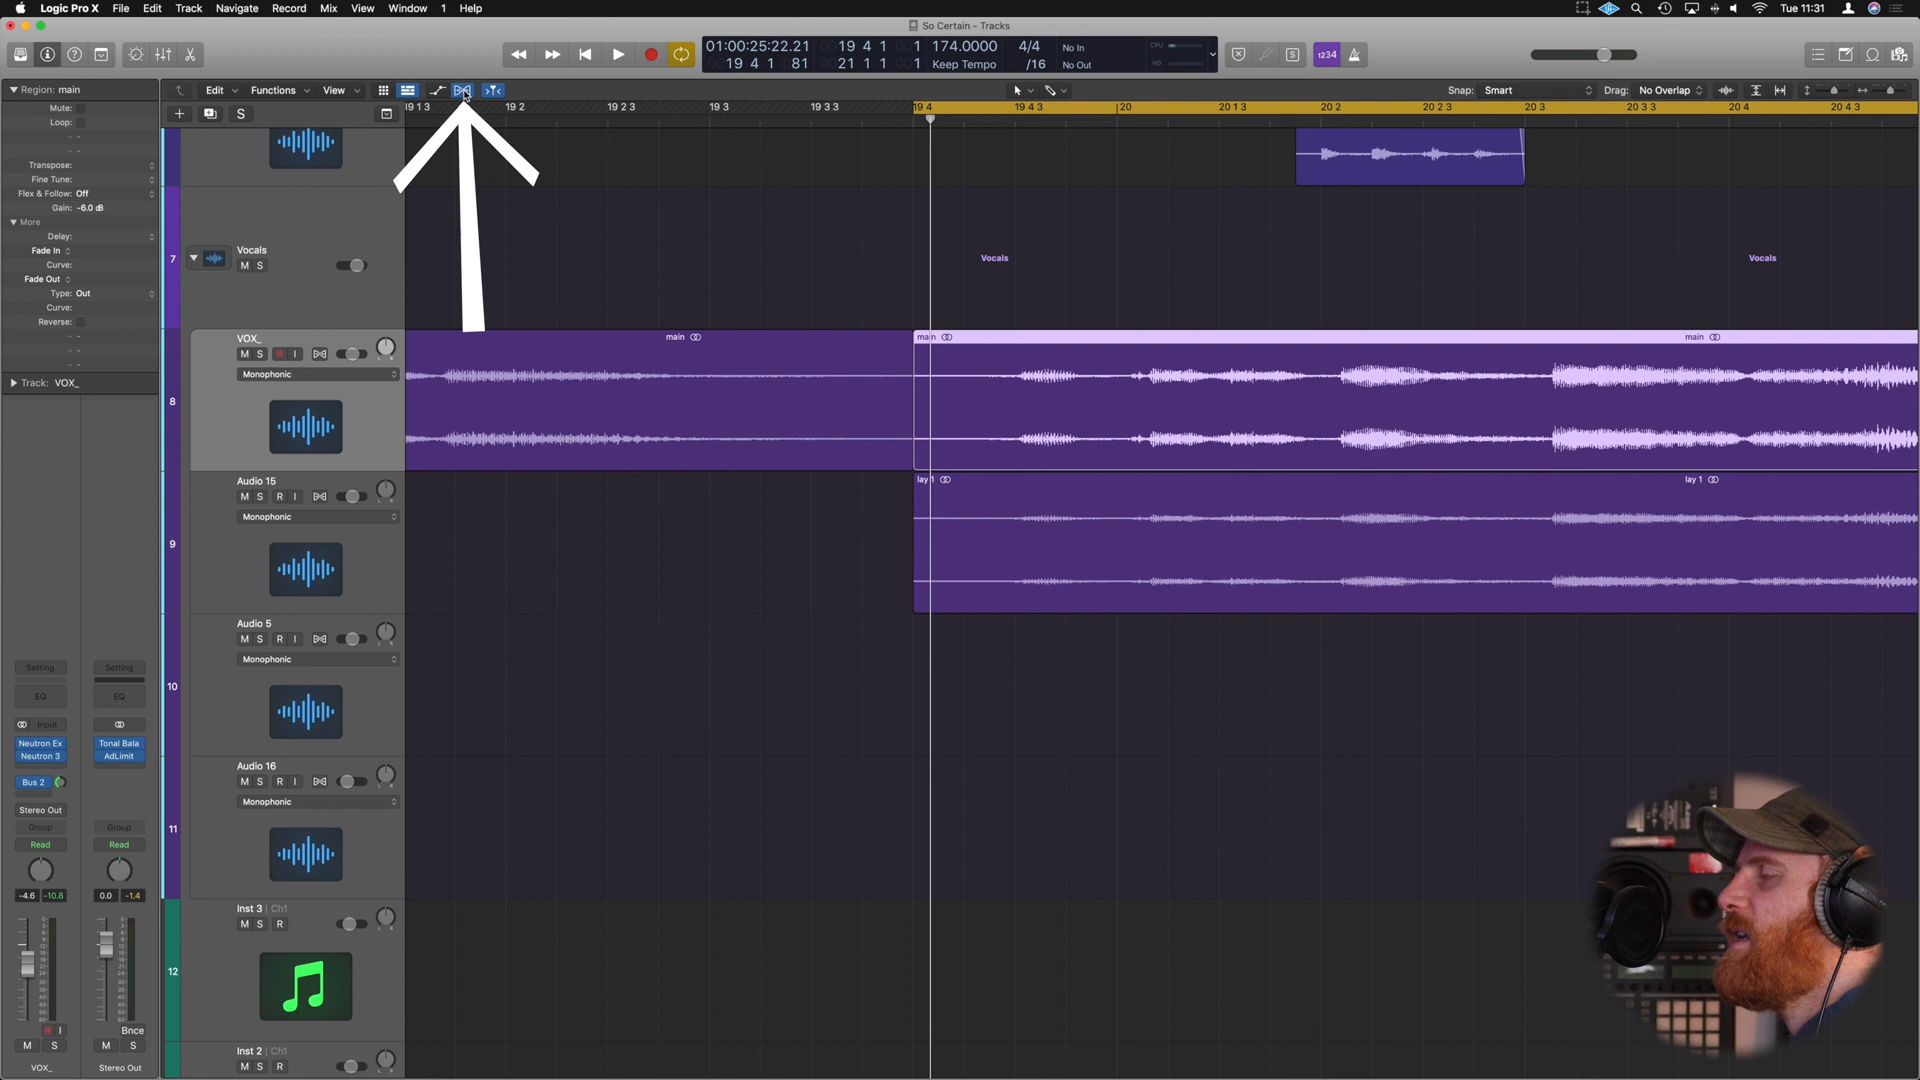 Logic Pro X File Edit Track Navigate Record Mix View Window 1 Help
Tue 11:31
So Certain - Tracks
01:00:25:22.21 0019 4 1 001 174.0000 4/4 No In
0019 4 1 081 0021 1 1 001 Keep Tempo /16 No Out
CPU
HD
S
1234
Region: main
Mute:
Loop:
Transpose:
Fine Tune:
Flex & Follow: Off
Gain: -6.0 dB
More
Delay:
Fade In
Curve:
Fade Out
Type: Out
Curve:
Reverse:
Track: VOX_
Edit Functions View
Snap: Smart
Drag: No Overlap
S
19 1 3 19 2 19 2 3 19 3 19 3 3 19 4 19 4 3 20 20 1 3 20 2 20 2 3 20 3 20 3 3 20 4 20 4 3
7
Vocals
M S
Vocals
Vocals
8
VOX_
M S R I
Monophonic
L R
main
main
main
9
Audio 15
M S R I
Monophonic
L R
lay 1
lay 1
10
Audio 5
M S R I
Monophonic
L R
11
Audio 16
M S R I
Monophonic
L R
12
Inst 3 | Ch1
M S R
L R
Inst 2 | Ch1
M S R
L R
Setting Setting
EQ EQ
Input
Neutron Ex Tonal Bala
Neutron 3 AdLimit
Bus 2
Stereo Out
Group Group
Read Read
-4.6 -10.8 0.0 -1.4
R I Bnce
M S M S
VOX_ Stereo Out